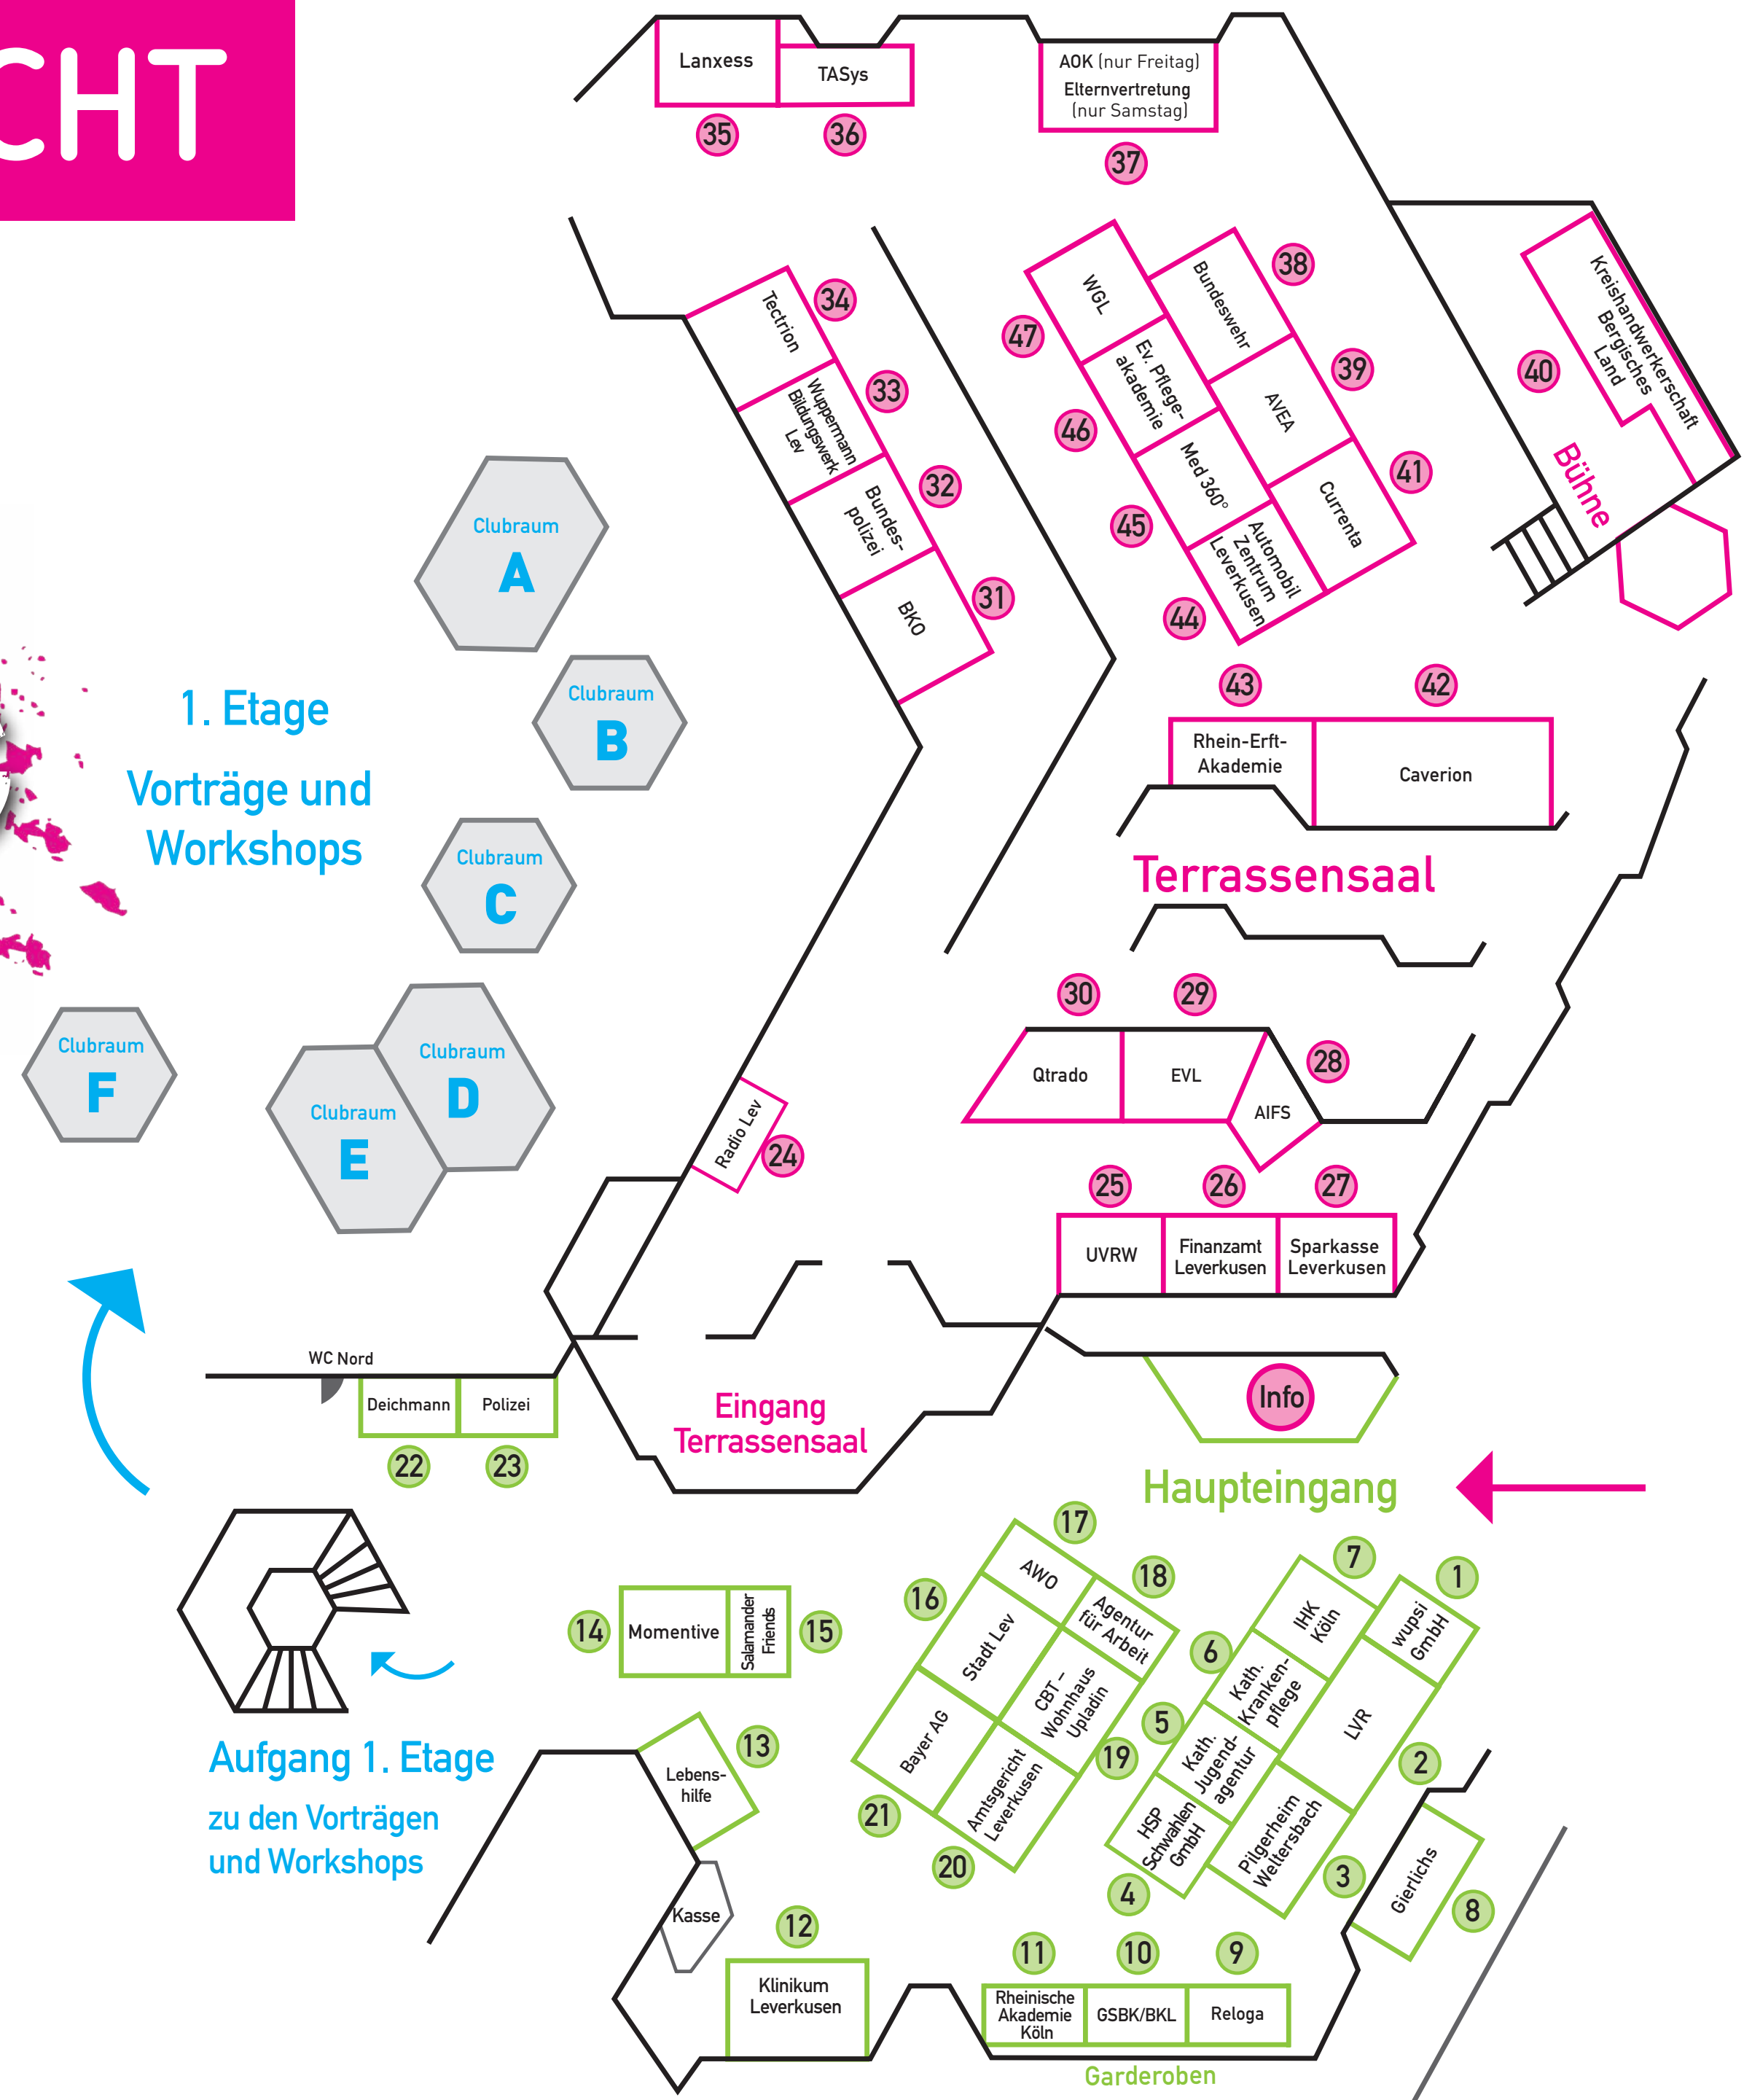 CHT
Lanxess
TASys
AOK (nur Freitag)
Elternvertretung
(nur Samstag)
35
36
37
38
39
40
41
47
46
45
44
WGL
Bundeswehr
Ev. Pflege-
akademie
AVEA
Med 360°
Currenta
Automobil
Zentrum
Leverkusen
Kreishandwerkerschaft
Bergisches
Land
Bühne
34
33
32
31
Tectrion
Wuppermann
Bildungswerk
Lev
Bundes-
polizei
BKO
Clubraum
A
Clubraum
B
Clubraum
C
Clubraum
D
Clubraum
E
Clubraum
F
1. Etage
Vorträge und
Workshops
43
42
Rhein-Erft-
Akademie
Caverion
Terrassensaal
30
29
28
Qtrado
EVL
AIFS
Radio Lev
24
25
26
27
UVRW
Finanzamt
Leverkusen
Sparkasse
Leverkusen
WC Nord
Deichmann
Polizei
22
23
Eingang
Terrassensaal
Info
Haupteingang
Aufgang 1. Etage
zu den Vorträgen
und Workshops
14
Momentive
Salamander
Friends
15
13
Lebens-
hilfe
Kasse
12
Klinikum
Leverkusen
17
18
16
AWO
Agentur
für Arbeit
Stadt Lev
CBT –
Wohnhaus
Upladin
Bayer AG
Amtsgericht
Leverkusen
19
21
20
7
1
6
5
IHK
Köln
wupsi
GmbH
Kath.
Kranken-
pflege
LVR
Kath.
Jugend-
agentur
HSP
Schwahlen
GmbH
Pilgerheim
Weltersbach
2
3
4
Gierlichs
8
11
10
9
Rheinische
Akademie
Köln
GSBK/BKL
Reloga
Garderoben